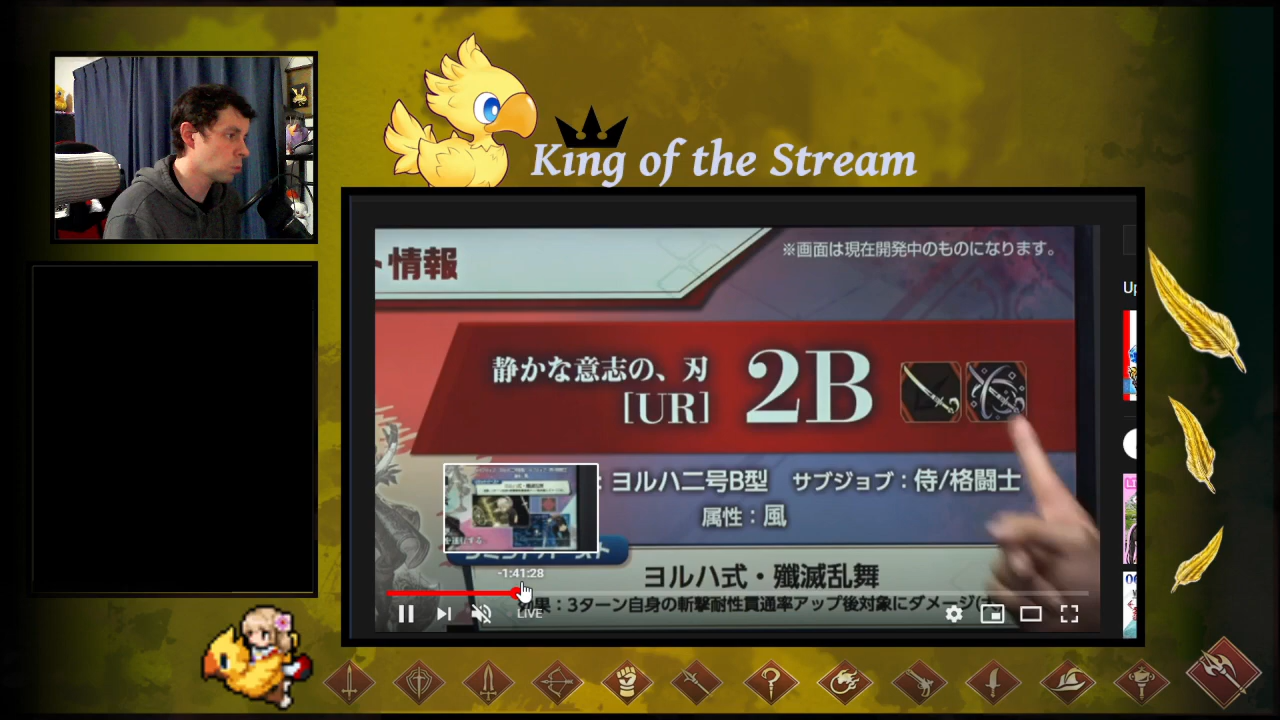 King of the Stream
情報
※画面は現在開発中のものになります。
静かな意志の、刃
[UR]
2B
Up
: ヨルハ二号B型 サブジョブ：侍/格闘士
属性：風
ヨルハ式・殲滅乱舞
-1:41:28
果：3ターン自身の斬撃耐性貫通率アップ後対象にダメージ(
LIVE